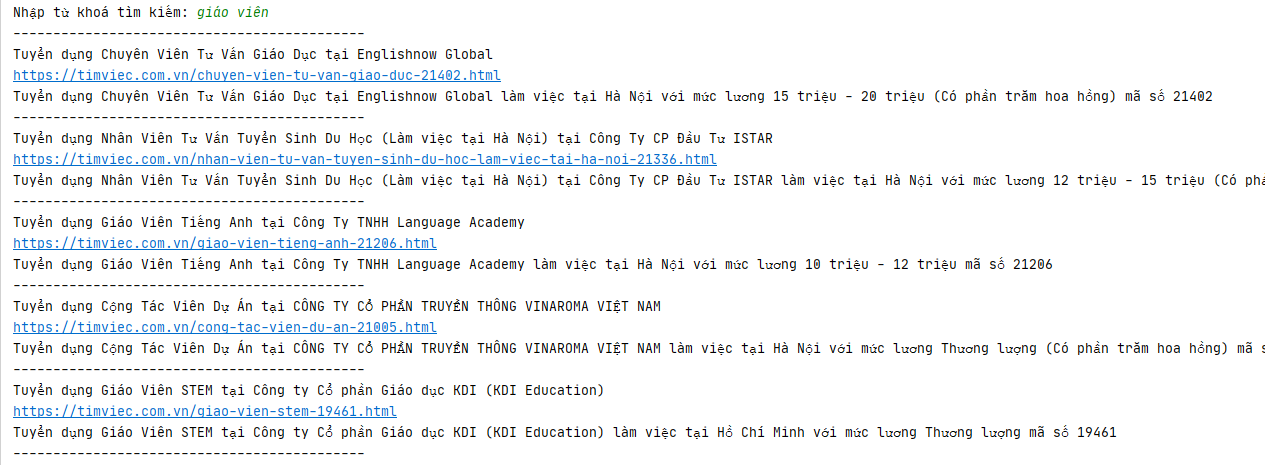 Nhập từ khoá tìm kiếm: giáo viên
--------------------------------------------
Tuyển dụng Chuyên Viên Tư Vấn Giáo Dục tại Englishnow Global
https://timviec.com.vn/chuyen-vien-tu-van-giao-duc-21402.html
Tuyển dụng Chuyên Viên Tư Vấn Giáo Dục tại Englishnow Global làm việc tại Hà Nội với mức lương 15 triệu - 20 triệu (Có phần trăm hoa hồng) mã số 21402
--------------------------------------------
Tuyển dụng Nhân Viên Tư Vấn Tuyển Sinh Du Học (Làm việc tại Hà Nội) tại Công Ty CP Đầu Tư ISTAR
https://timviec.com.vn/nhan-vien-tu-van-tuyen-sinh-du-hoc-lam-viec-tai-ha-noi-21336.html
Tuyển dụng Nhân Viên Tư Vấn Tuyển Sinh Du Học (Làm việc tại Hà Nội) tại Công Ty CP Đầu Tư ISTAR làm việc tại Hà Nội với mức lương 12 triệu - 15 triệu (Có
--------------------------------------------
Tuyển dụng Giáo Viên Tiếng Anh tại Công Ty TNHH Language Academy
https://timviec.com.vn/giao-vien-tieng-anh-21206.html
Tuyển dụng Giáo Viên Tiếng Anh tại Công Ty TNHH Language Academy làm việc tại Hà Nội với mức lương 10 triệu - 12 triệu mã số 21206
--------------------------------------------
Tuyển dụng Cộng Tác Viên Dự Án tại CÔNG TY CỔ PHẦN TRUYỀN THÔNG VINAROMA VIỆT NAM
https://timviec.com.vn/cong-tac-vien-du-an-21005.html
Tuyển dụng Cộng Tác Viên Dự Án tại CÔNG TY CỔ PHẦN TRUYỀN THÔNG VINAROMA VIỆT NAM làm việc tại Hà Nội với mức lương Thương lượng (Có phần trăm hoa hồng) mã
--------------------------------------------
Tuyển dụng Giáo Viên STEM tại Công ty Cổ phần Giáo dục KDI (KDI Education)
https://timviec.com.vn/giao-vien-stem-19461.html
Tuyển dụng Giáo Viên STEM tại Công ty Cổ phần Giáo dục KDI (KDI Education) làm việc tại Hồ Chí Minh với mức lương Thương lượng mã số 19461
--------------------------------------------